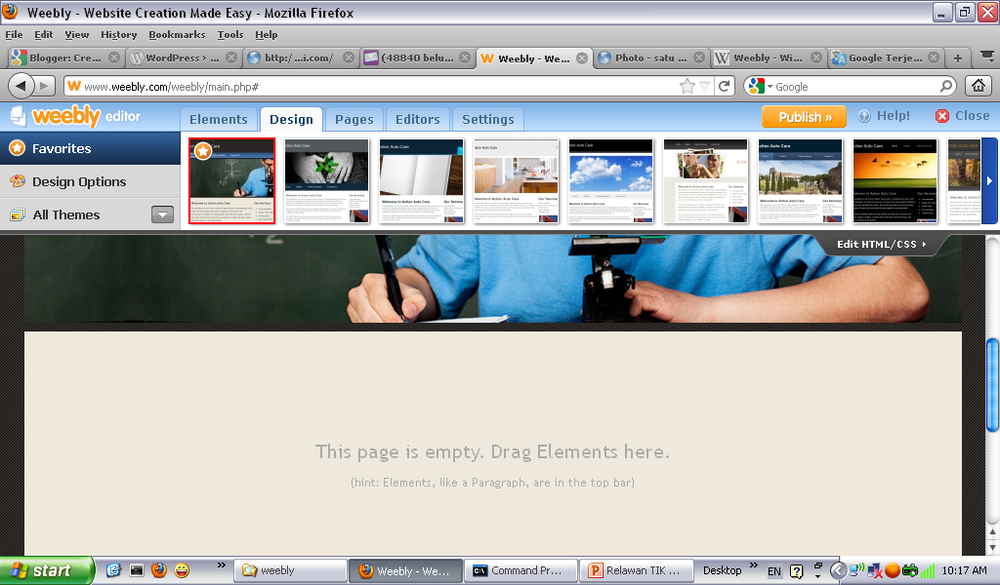 Weebly - Website Creation Made Easy - Mozilla Firefox
File Edit View History Bookmarks Tools Help
Blogger: Cre... WordPress › ... http:/...i.com/ (48840 belu... Weebly - We... Photo - satu ... Weebly - Wi... Google Terje...
www.weebly.com/weebly/main.php# Google
weebly editor Elements Design Pages Editors Settings Publish » Help! Close
Favorites
Design Options
All Themes
Edit HTML/CSS
This page is empty. Drag Elements here.
(hint: Elements, like a Paragraph, are in the top bar)
start weebly Weebly - We... Command Pr... Relawan TIK ... Desktop » EN 10:17 AM